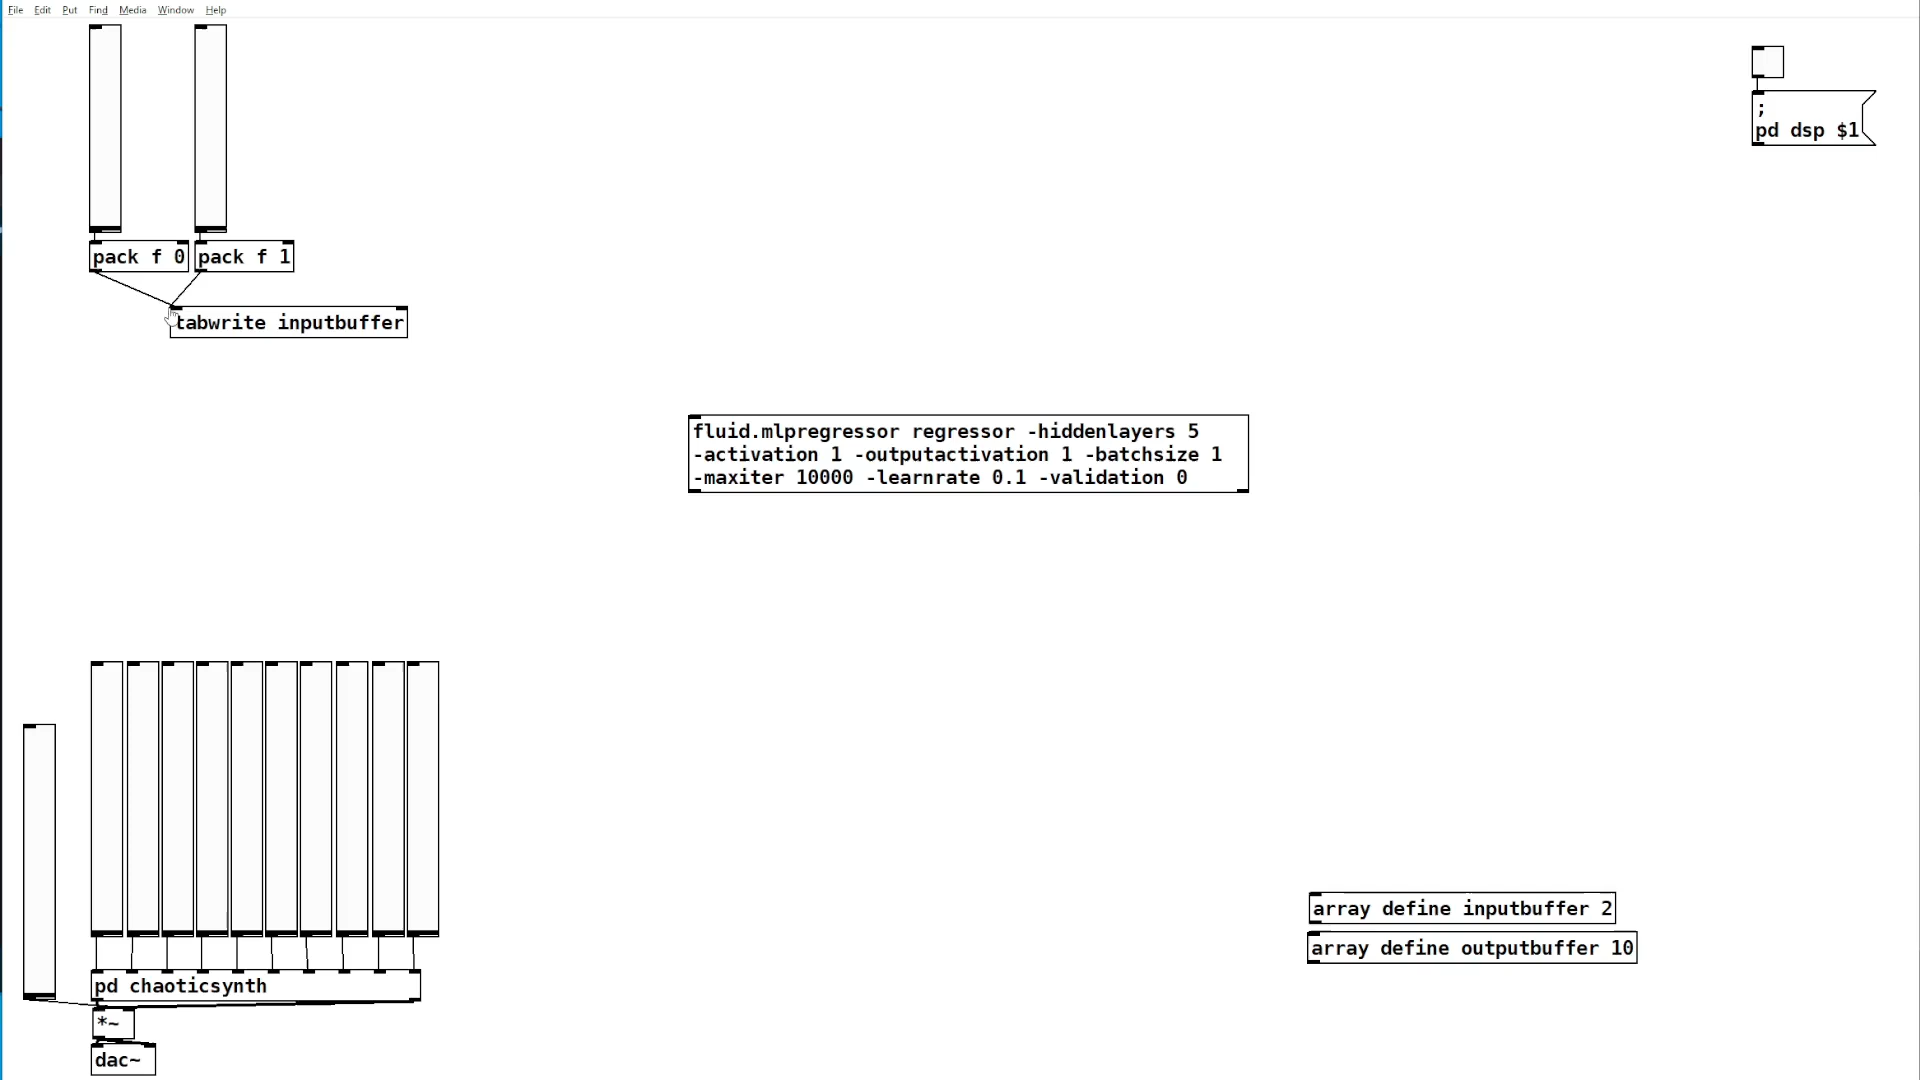 File Edit Put Find Media Window Help
;
pd dsp $1
pack f 0
pack f 1
tabwrite inputbuffer
fluid.mlpregressor regressor -hiddenlayers 5
-activation 1 -outputactivation 1 -batchsize 1
-maxiter 10000 -learnrate 0.1 -validation 0
array define inputbuffer 2
array define outputbuffer 10
pd chaoticsynth
*~
dac~